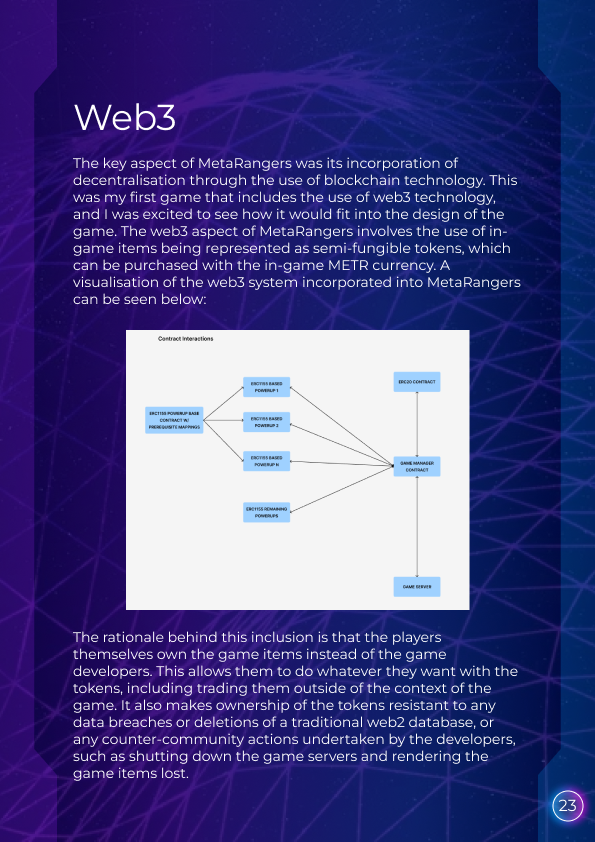 Web3
The key aspect of MetaRangers was its incorporation of
decentralisation through the use of blockchain technology. This
was my first game that includes the use of web3 technology,
and I was excited to see how it would fit into the design of the
game. The web3 aspect of MetaRangers involves the use of in-
game items being represented as semi-fungible tokens, which
can be purchased with the in-game METR currency. A
visualisation of the web3 system incorporated into MetaRangers
can be seen below:
Contract Interactions
ERC1155 POWERUP BASE
CONTRACT W/
PREREQUISITE MAPPINGS
ERC1155 BASED
POWERUP 1
ERC1155 BASED
POWERUP 2
ERC1155 BASED
POWERUP N
ERC1155 REMAINING
POWERUPS
ERC20 CONTRACT
GAME MANAGER
CONTRACT
GAME SERVER
The rationale behind this inclusion is that the players
themselves own the game items instead of the game
developers. This allows them to do whatever they want with the
tokens, including trading them outside of the context of the
game. It also makes ownership of the tokens resistant to any
data breaches or deletions of a traditional web2 database, or
any counter-community actions undertaken by the developers,
such as shutting down the game servers and rendering the
game items lost.
23